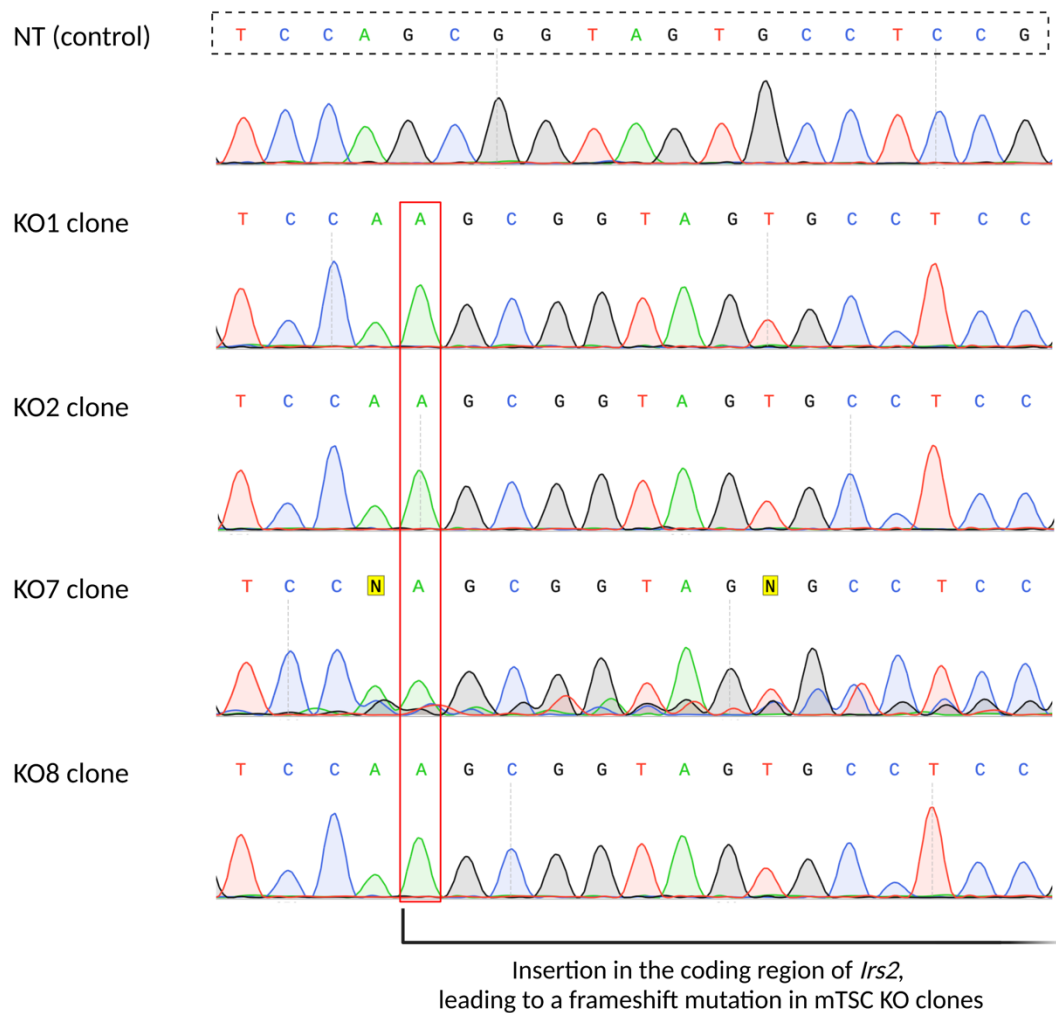 NT (control) T C C A G C G G T A G T G C C T C C G
KO1 clone T C C A A G C G G T A G T G C C T C C
KO2 clone T C C A A G C G G T A G T G C C T C C
KO7 clone T C C N A G C G G T A G N G C C T C C
KO8 clone T C C A A G C G G T A G T G C C T C C
Insertion in the coding region of Irs2,
leading to a frameshift mutation in mTSC KO clones